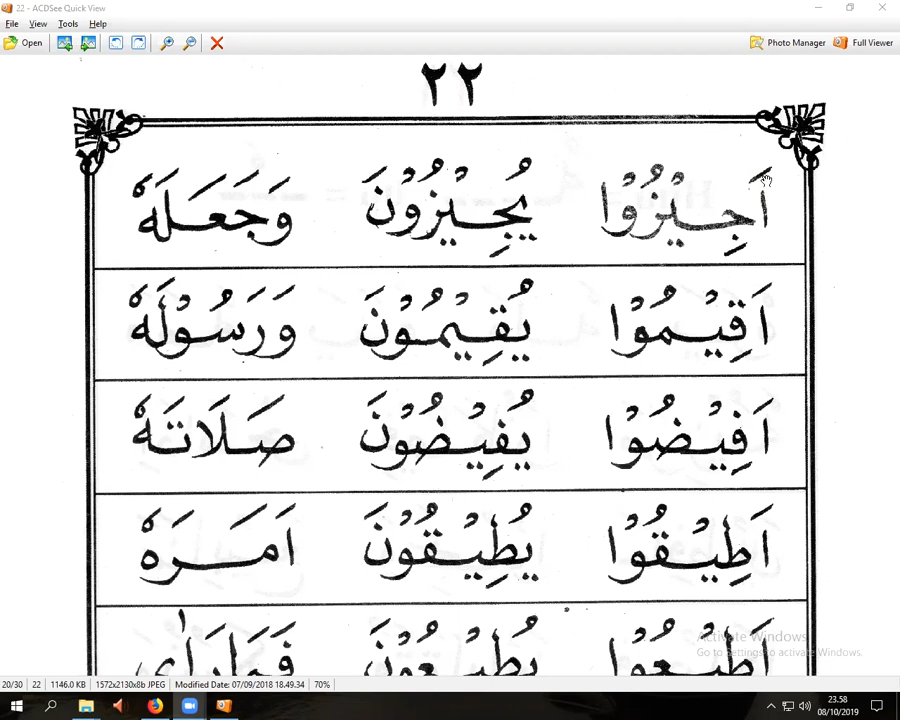 22 - ACDSee Quick View
File View Tools Help
Open Photo Manager Full Viewer
٢٢
اَجِيْزُوْا يُجِيْزُوْنَ وَجَعَلَهٗ
اَقِيْمُوْا يُقِيْمُوْنَ وَرَسُوْلَهٗ
اَفِيْضُوْا يُفِيْضُوْنَ صَلَاتَهٗ
اَطِيْقُوْا يُطِيْقُوْنَ اَمَرَهٗ
اَطِيْعُوْا يُطِيْعُوْنَ
Activate Windows
Go to Settings to activate Windows.
20/30 22 1146.0 KB 1572x2130x8b JPEG Modified Date: 07/09/2018 18.49.34 70%
23.58
08/10/2019